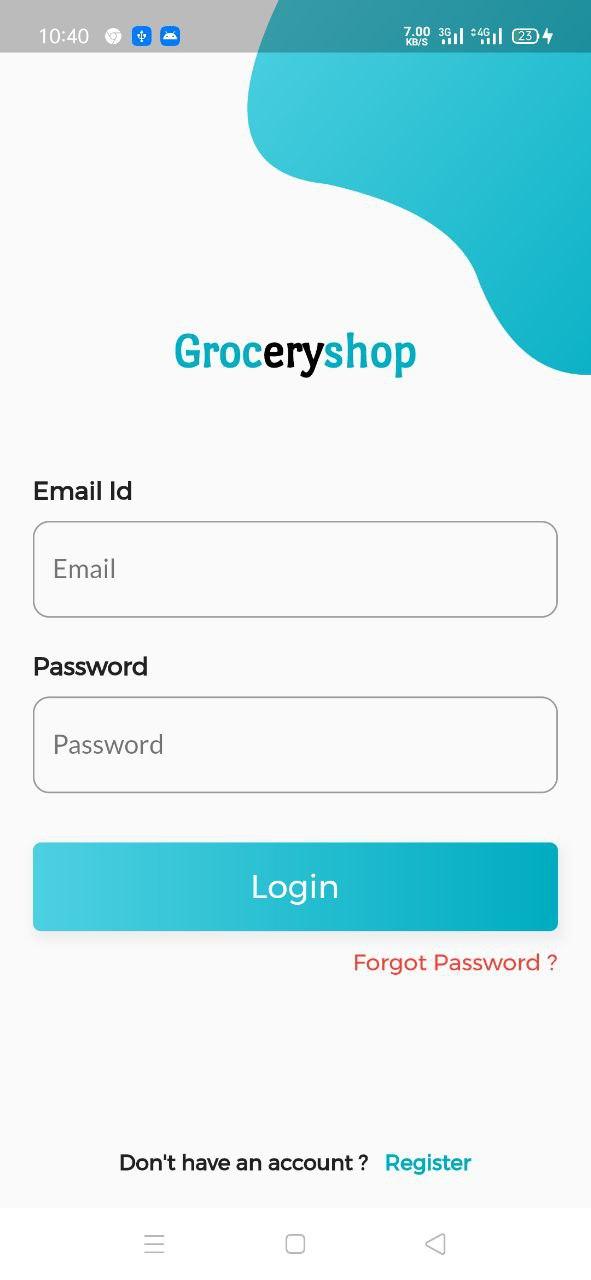 10:40 7.00 KB/S 3G 4G 23
Groceryshop
Email Id
Email
Password
Password
Login
Forgot Password ?
Don't have an account ? Register